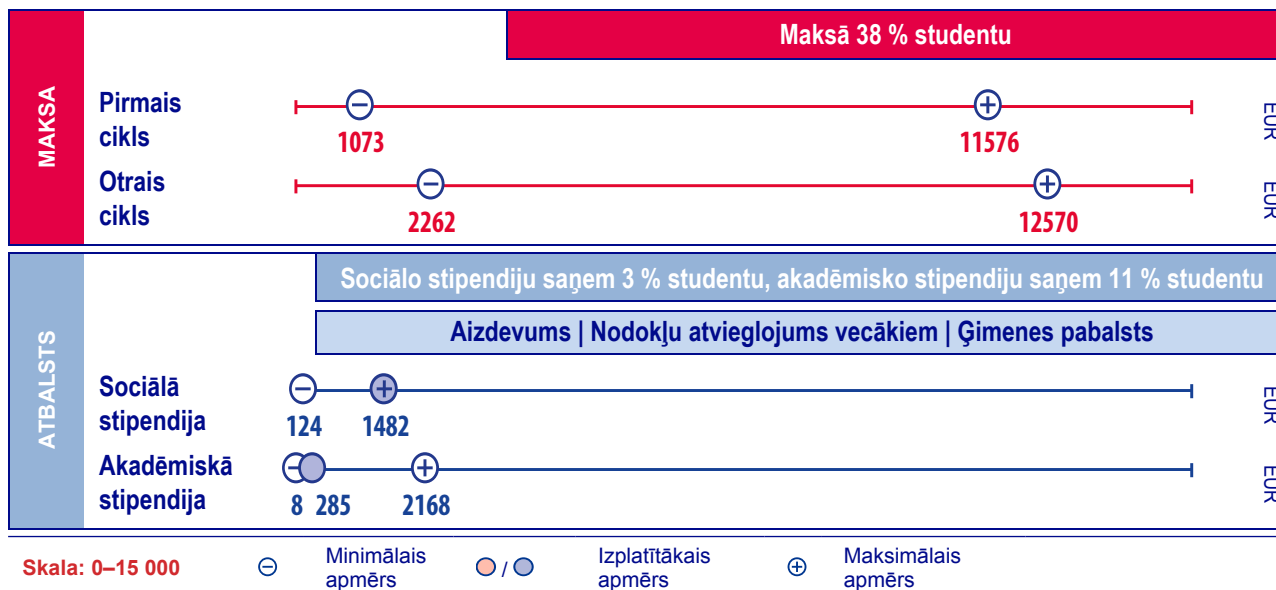 MAKSA
Maksā 38 % studentu
Pirmais
cikls
1073
11576
EUR
Otrais
cikls
2262
12570
EUR
ATBALSTS
Sociālo stipendiju saņem 3 % studentu, akadēmisko stipendiju saņem 11 % studentu
Aizdevums | Nodokļu atvieglojums vecākiem | Ģimenes pabalsts
Sociālā
stipendija
124
1482
EUR
Akadēmiskā
stipendija
8
285
2168
EUR
Skala: 0–15 000
Minimālais
apmērs
/
Izplatītākais
apmērs
Maksimālais
apmērs